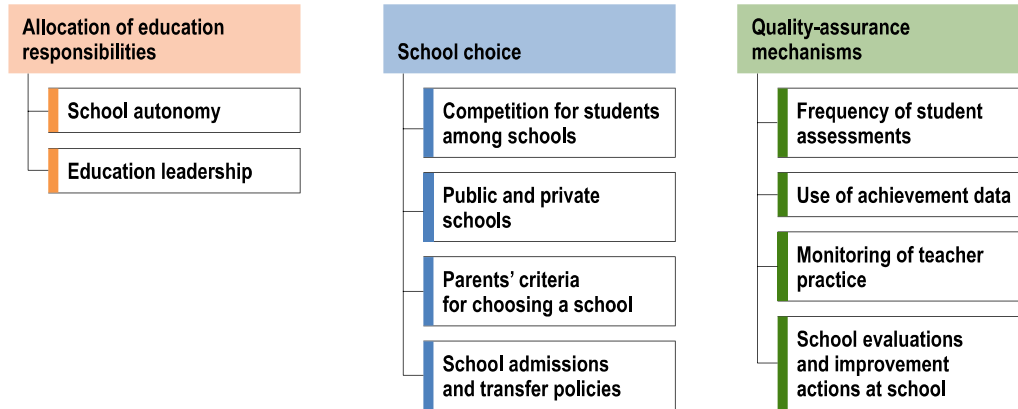 Allocation of education
responsibilities
School autonomy
Education leadership
School choice
Competition for students
among schools
Public and private
schools
Parents’ criteria
for choosing a school
School admissions
and transfer policies
Quality-assurance
mechanisms
Frequency of student
assessments
Use of achievement data
Monitoring of teacher
practice
School evaluations
and improvement
actions at school